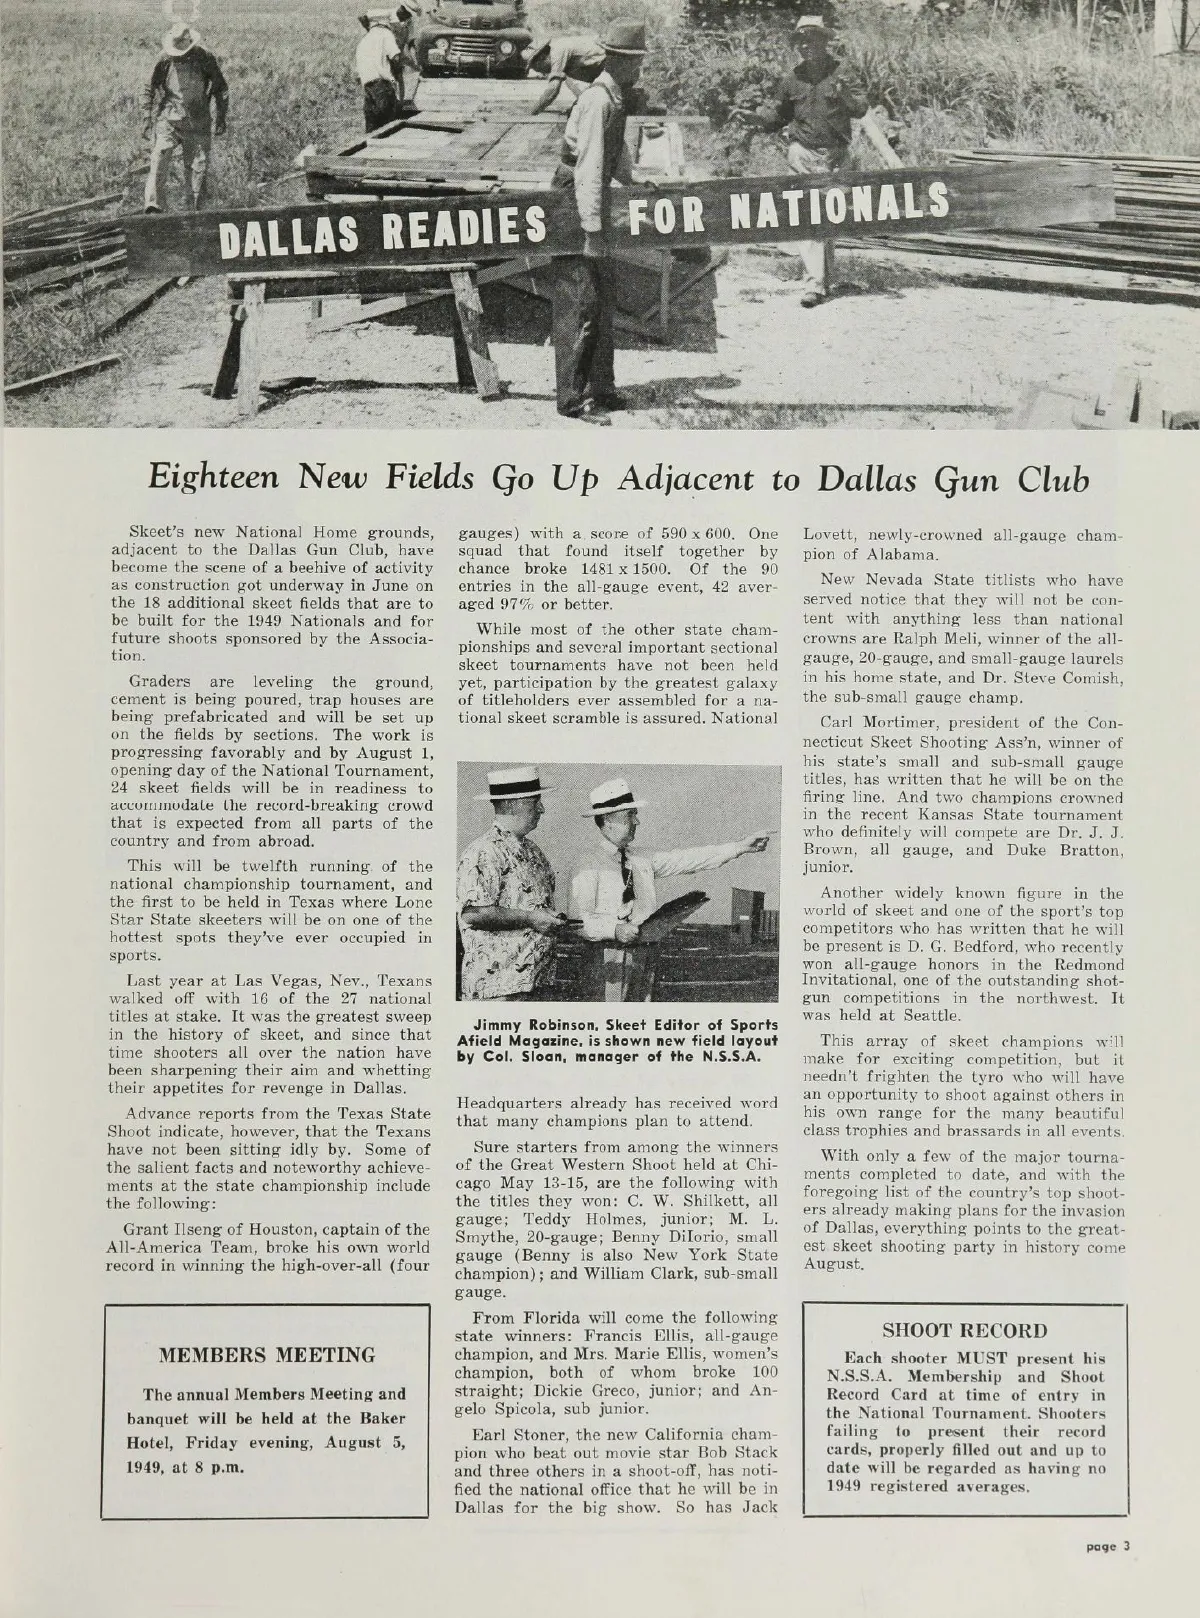 DALLAS READIES FOR NATIONALS
Eighteen New Fields Go Up Adjacent to Dallas Gun Club
Skeet's new National Home grounds,
adjacent to the Dallas Gun Club, have
become the scene of a beehive of activity
as construction got underway in June on
the 18 additional skeet fields that are to
be built for the 1949 Nationals and for
future shoots sponsored by the Associa-
tion.
Graders are leveling the ground,
cement is being poured, trap houses are
being prefabricated and will be set up
on the fields by sections. The work is
progressing favorably and by August 1,
opening day of the National Tournament,
24 skeet fields will be in readiness to
accommodate the record-breaking crowd
that is expected from all parts of the
country and from abroad.
This will be twelfth running of the
national championship tournament, and
the first to be held in Texas where Lone
Star State skeeters will be on one of the
hottest spots they've ever occupied in
sports.
Last year at Las Vegas, Nev., Texans
walked off with 16 of the 27 national
titles at stake. It was the greatest sweep
in the history of skeet, and since that
time shooters all over the nation have
been sharpening their aim and whetting
their appetites for revenge in Dallas.
Advance reports from the Texas State
Shoot indicate, however, that the Texans
have not been sitting idly by. Some of
the salient facts and noteworthy achieve-
ments at the state championship include
the following:
Grant Ilseng of Houston, captain of the
All-America Team, broke his own world
record in winning the high-over-all (four
MEMBERS MEETING
The annual Members Meeting and
banquet will be held at the Baker
Hotel, Friday evening, August 5,
1949, at 8 p.m.
gauges) with a score of 590 x 600. One
squad that found itself together by
chance broke 1481 x 1500. Of the 90
entries in the all-gauge event, 42 aver-
aged 97% or better.
While most of the other state cham-
pionships and several important sectional
skeet tournaments have not been held
yet, participation by the greatest galaxy
of titleholders ever assembled for a na-
tional skeet scramble is assured. National
Jimmy Robinson, Skeet Editor of Sports
Afield Magazine, is shown new field layout
by Col. Sloan, manager of the N.S.S.A.
Headquarters already has received word
that many champions plan to attend.
Sure starters from among the winners
of the Great Western Shoot held at Chi-
cago May 13-15, are the following with
the titles they won: C. W. Shilkett, all
gauge; Teddy Holmes, junior; M. L.
Smythe, 20-gauge; Benny DiIorio, small
gauge (Benny is also New York State
champion); and William Clark, sub-small
gauge.
From Florida will come the following
state winners: Francis Ellis, all-gauge
champion, and Mrs. Marie Ellis, women's
champion, both of whom broke 100
straight; Dickie Greco, junior; and An-
gelo Spicola, sub junior.
Earl Stoner, the new California cham-
pion who beat out movie star Bob Stack
and three others in a shoot-off, has noti-
fied the national office that he will be in
Dallas for the big show. So has Jack
Lovett, newly-crowned all-gauge cham-
pion of Alabama.
New Nevada State titlists who have
served notice that they will not be con-
tent with anything less than national
crowns are Ralph Meli, winner of the all-
gauge, 20-gauge, and small-gauge laurels
in his home state, and Dr. Steve Comish,
the sub-small gauge champ.
Carl Mortimer, president of the Con-
necticut Skeet Shooting Ass'n, winner of
his state's small and sub-small gauge
titles, has written that he will be on the
firing line. And two champions crowned
in the recent Kansas State tournament
who definitely will compete are Dr. J. J.
Brown, all gauge, and Duke Bratton,
junior.
Another widely known figure in the
world of skeet and one of the sport's top
competitors who has written that he will
be present is D. G. Bedford, who recently
won all-gauge honors in the Redmond
Invitational, one of the outstanding shot-
gun competitions in the northwest. It
was held at Seattle.
This array of skeet champions will
make for exciting competition, but it
needn't frighten the tyro who will have
an opportunity to shoot against others in
his own range for the many beautiful
class trophies and brassards in all events.
With only a few of the major tourna-
ments completed to date, and with the
foregoing list of the country's top shoot-
ers already making plans for the invasion
of Dallas, everything points to the great-
est skeet shooting party in history come
August.
SHOOT RECORD
Each shooter MUST present his
N.S.S.A. Membership and Shoot
Record Card at time of entry in
the National Tournament. Shooters
failing to present their record
cards, properly filled out and up to
date will be regarded as having no
1949 registered averages.
page 3